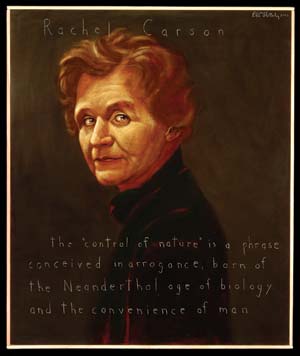 Rachel Carson
the 'control of nature' is a phrase
conceived in arrogance, born of
the Neanderthal age of biology
and the convenience of man